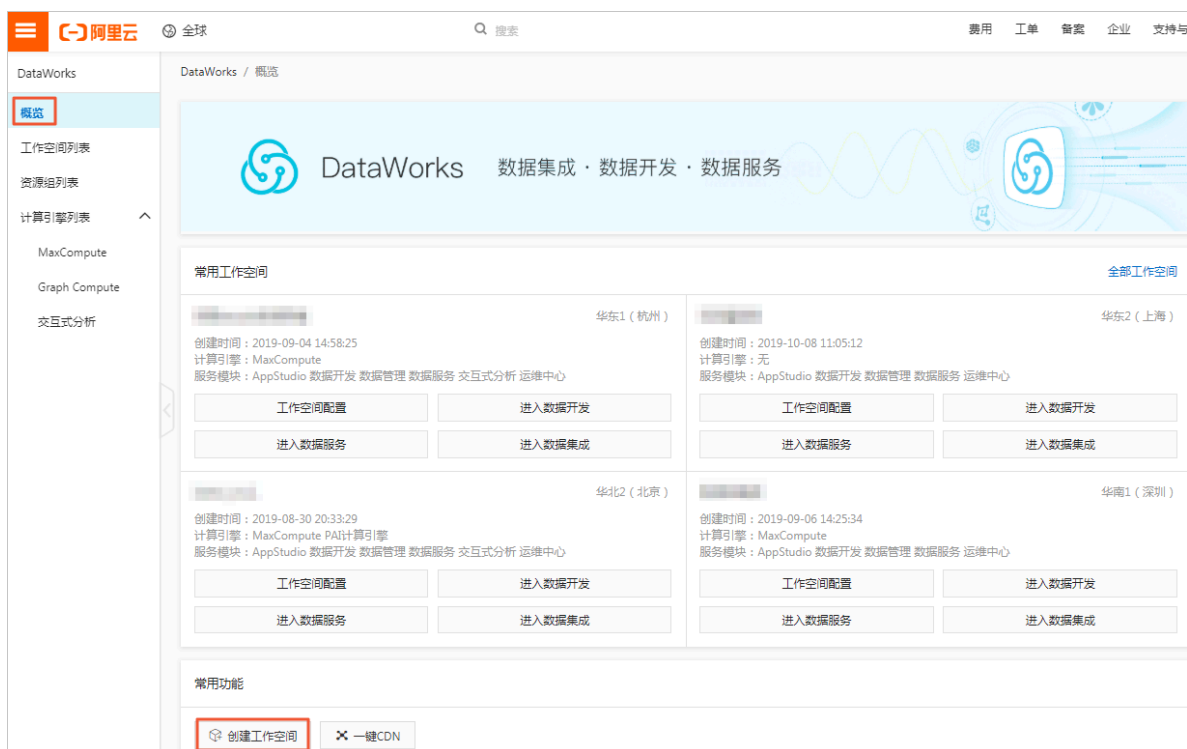 阿里云 全球 搜索 费用 工单 备案 企业 支持与
DataWorks
概览
工作空间列表
资源组列表
计算引擎列表
MaxCompute
Graph Compute
交互式分析
DataWorks / 概览
DataWorks 数据集成 · 数据开发 · 数据服务
常用工作空间 全部工作空间
华东1 ( 杭州 )
创建时间：2019-09-04 14:58:25
计算引擎：MaxCompute
服务模块：AppStudio 数据开发 数据管理 数据服务 交互式分析 运维中心
工作空间配置 进入数据开发
进入数据服务 进入数据集成
华东2 ( 上海 )
创建时间：2019-10-08 11:05:12
计算引擎：无
服务模块：AppStudio 数据开发 数据管理 数据服务 运维中心
工作空间配置 进入数据开发
进入数据服务 进入数据集成
华北2 ( 北京 )
创建时间：2019-08-30 20:33:29
计算引擎：MaxCompute PAI计算引擎
服务模块：AppStudio 数据开发 数据管理 数据服务 交互式分析 运维中心
工作空间配置 进入数据开发
进入数据服务 进入数据集成
华南1 ( 深圳 )
创建时间：2019-09-06 14:25:34
计算引擎：MaxCompute
服务模块：AppStudio 数据开发 数据管理 数据服务 运维中心
工作空间配置 进入数据开发
进入数据服务 进入数据集成
常用功能
创建工作空间 一键CDN